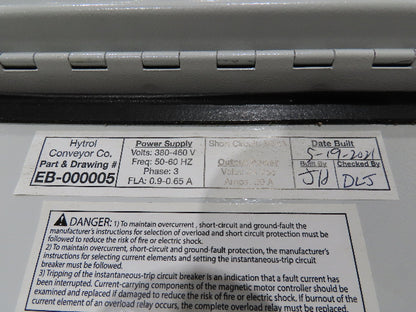 Hytrol
Conveyor Co.
Part & Drawing #
EB-000005
Power Supply
Volts: 380-460 V
Freq: 50-60 HZ
Phase: 3
FLA: 0.9-0.65 A
Short Circuit
Output Power
Amps:
Date Built
5-19-2021
Built By
Checked By
JH
DLJ
DANGER: 1) To maintain overcurrent, short-circuit and ground-fault the
manufacturer's instructions for selection of overload and short circuit protection must be
followed to reduce the risk of fire or electric shock.
2) To maintain overcurrent, short-circuit and ground-fault protection, the manufacturer's
instructions for selecting current elements and setting the instantaneous-trip circuit
breaker must be followed.
3) Tripping of the instantaneous-trip circuit breaker is an indication that a fault current has
been interrupted. Current-carrying components of the magnetic motor controller should be
examined and replaced if damaged to reduce the risk of fire or electric shock. If burnout of the
current element of an overload relay occurs, the complete overload relay must be replaced.